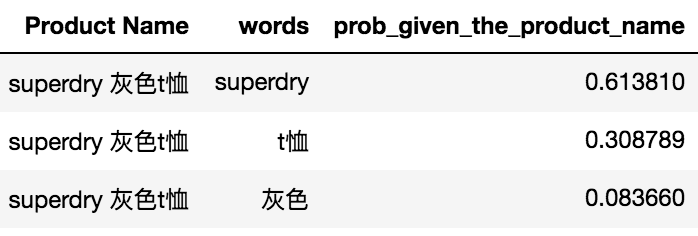 Product Name words prob_given_the_product_name
superdry 灰色t恤 superdry 0.613810
superdry 灰色t恤 t恤 0.308789
superdry 灰色t恤 灰色 0.083660